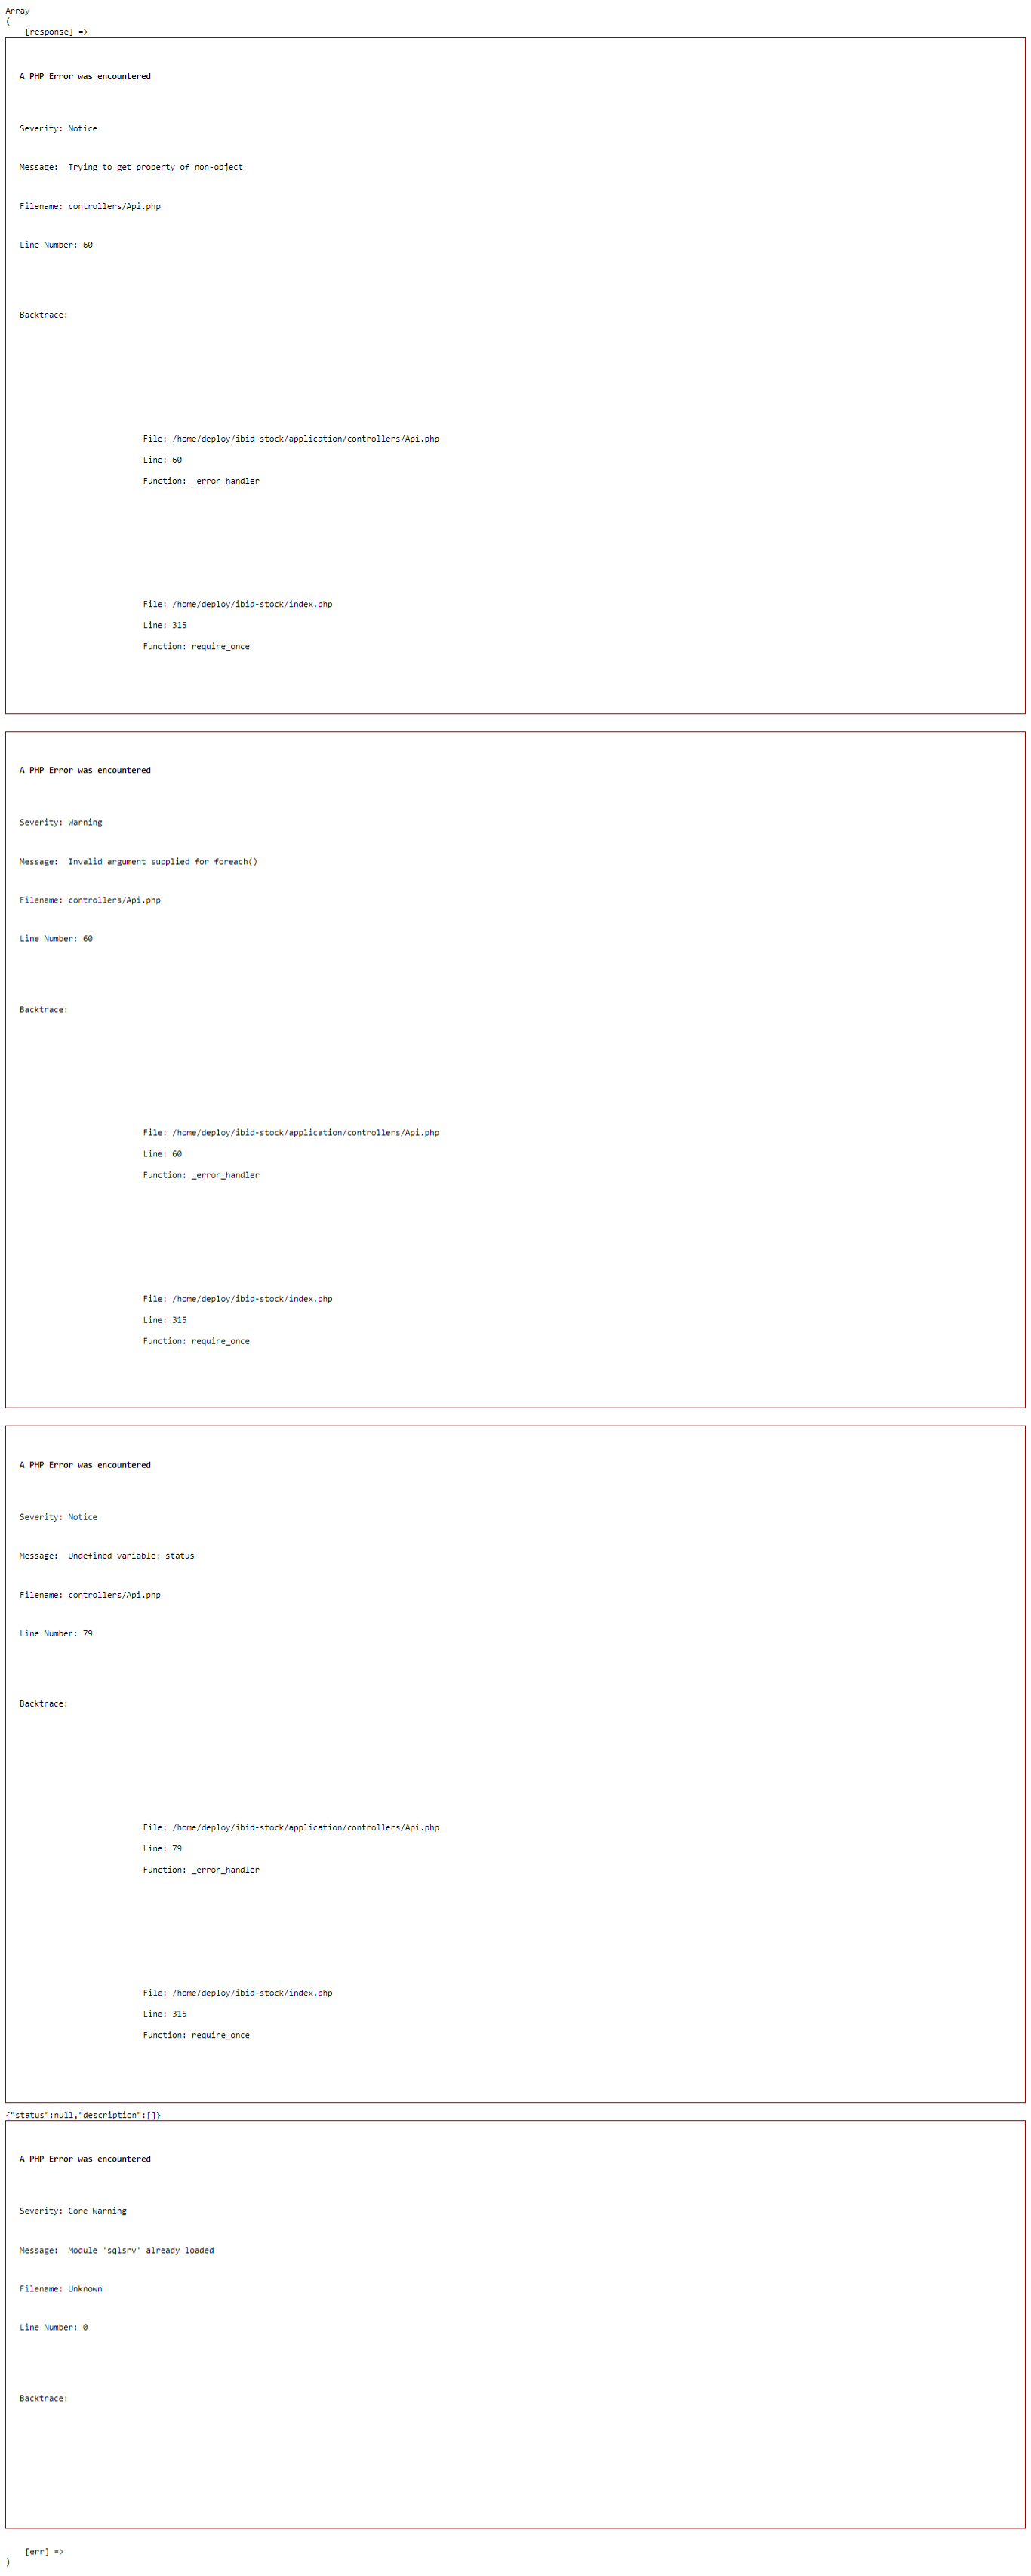 Array
(
    [response] =>
A PHP Error was encountered
Severity: Notice
Message:  Trying to get property of non-object
Filename: controllers/Api.php
Line Number: 60
Backtrace:
File: /home/deploy/ibid-stock/application/controllers/Api.php
Line: 60
Function: _error_handler
File: /home/deploy/ibid-stock/index.php
Line: 315
Function: require_once
A PHP Error was encountered
Severity: Warning
Message:  Invalid argument supplied for foreach()
Filename: controllers/Api.php
Line Number: 60
Backtrace:
File: /home/deploy/ibid-stock/application/controllers/Api.php
Line: 60
Function: _error_handler
File: /home/deploy/ibid-stock/index.php
Line: 315
Function: require_once
A PHP Error was encountered
Severity: Notice
Message:  Undefined variable: status
Filename: controllers/Api.php
Line Number: 79
Backtrace:
File: /home/deploy/ibid-stock/application/controllers/Api.php
Line: 79
Function: _error_handler
File: /home/deploy/ibid-stock/index.php
Line: 315
Function: require_once
{"status":null,"description":[]}
A PHP Error was encountered
Severity: Core Warning
Message:  Module 'sqlsrv' already loaded
Filename: Unknown
Line Number: 0
Backtrace:
    [err] =>
)